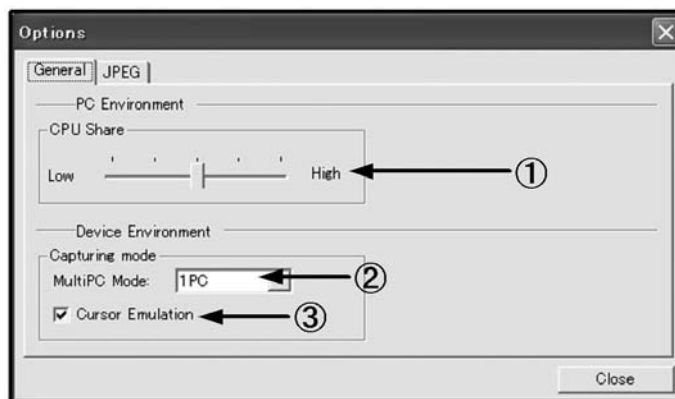 Options
General JPEG
PC Environment
CPU Share
Low High ①
Device Environment
Capturing mode
MultiPC Mode: 1PC ②
Cursor Emulation ③
Close